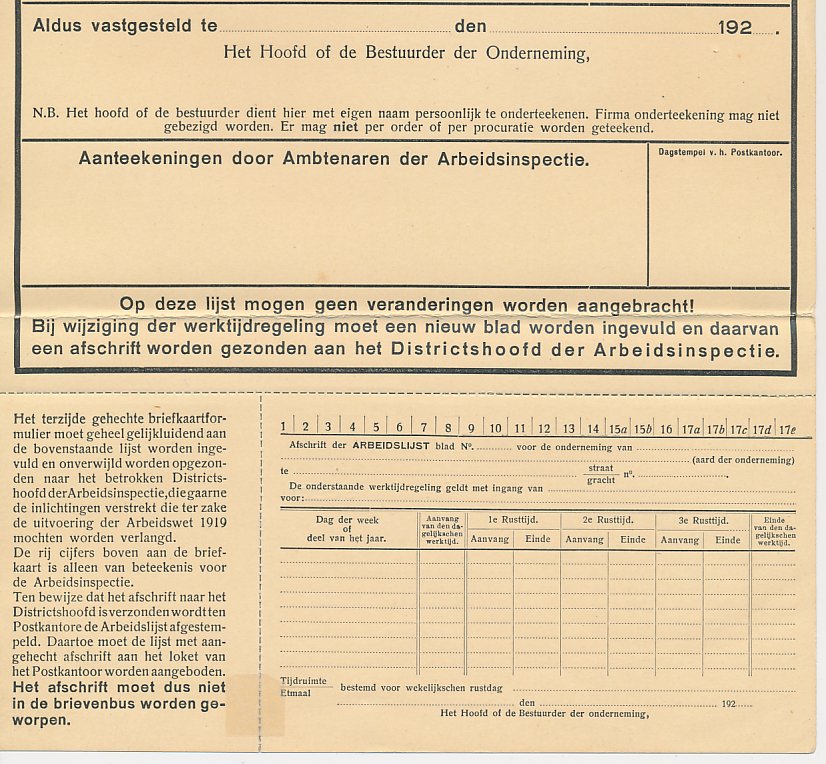 Aldus vastgesteld te den 192 .
Het Hoofd of de Bestuurder der Onderneming,
N.B. Het hoofd of de bestuurder dient hier met eigen naam persoonlijk te onderteekenen. Firma onderteekening mag niet
gebezigd worden. Er mag niet per order of per procuratie worden geteekend.
Aanteekeningen door Ambtenaren der Arbeidsinspectie.
Dagstempel v. h. Postkantoor.
Op deze lijst mogen geen veranderingen worden aangebracht!
Bij wijziging der werktijdregeling moet een nieuw blad worden ingevuld en daarvan
een afschrift worden gezonden aan het Districtshoofd der Arbeidsinspectie.
Het terzijde gehechte briefkaartfor-
mulier moet geheel gelijkluidend aan
de bovenstaande lijst worden inge-
vuld en onverwijld worden opgezon-
den naar het betrokken Districts-
hoofd der Arbeidsinspectie, die gaarne
de inlichtingen verstrekt die ter zake
de uitvoering der Arbeidswet 1919
mochten worden verlangd.
De rij cijfers boven aan de brief-
kaart is alleen van beteekenis voor
de Arbeidsinspectie.
Ten bewijze dat het afschrift naar het
Districtshoofd is verzonden wordt ten
Postkantore de Arbeidslijst afgestem-
peld. Daartoe moet de lijst met aan-
gehecht afschrift aan het loket van
het Postkantoor worden aangeboden.
Het afschrift moet dus niet
in de brievenbus worden ge-
worpen.
1 2 3 4 5 6 7 8 9 10 11 12 13 14 15a 15b 16 17a 17b 17c 17d 17e
Afschrift der ARBEIDSLIJST blad No. voor de onderneming van
(aard der onderneming)
te straat gracht no. .
De onderstaande werktijdregeling geldt met ingang van
voor:
Dag der week
of
deel van het jaar.
Aanvang
van den da-
gelijkschen
werktijd.
1e Rusttijd. 2e Rusttijd. 3e Rusttijd.
Aanvang Einde Aanvang Einde Aanvang Einde
Einde
van den da-
gelijkschen
werktijd.
Tijdruimte
Etmaal
bestemd voor wekelijkschen rustdag
den 192
Het Hoofd of de Bestuurder der onderneming,